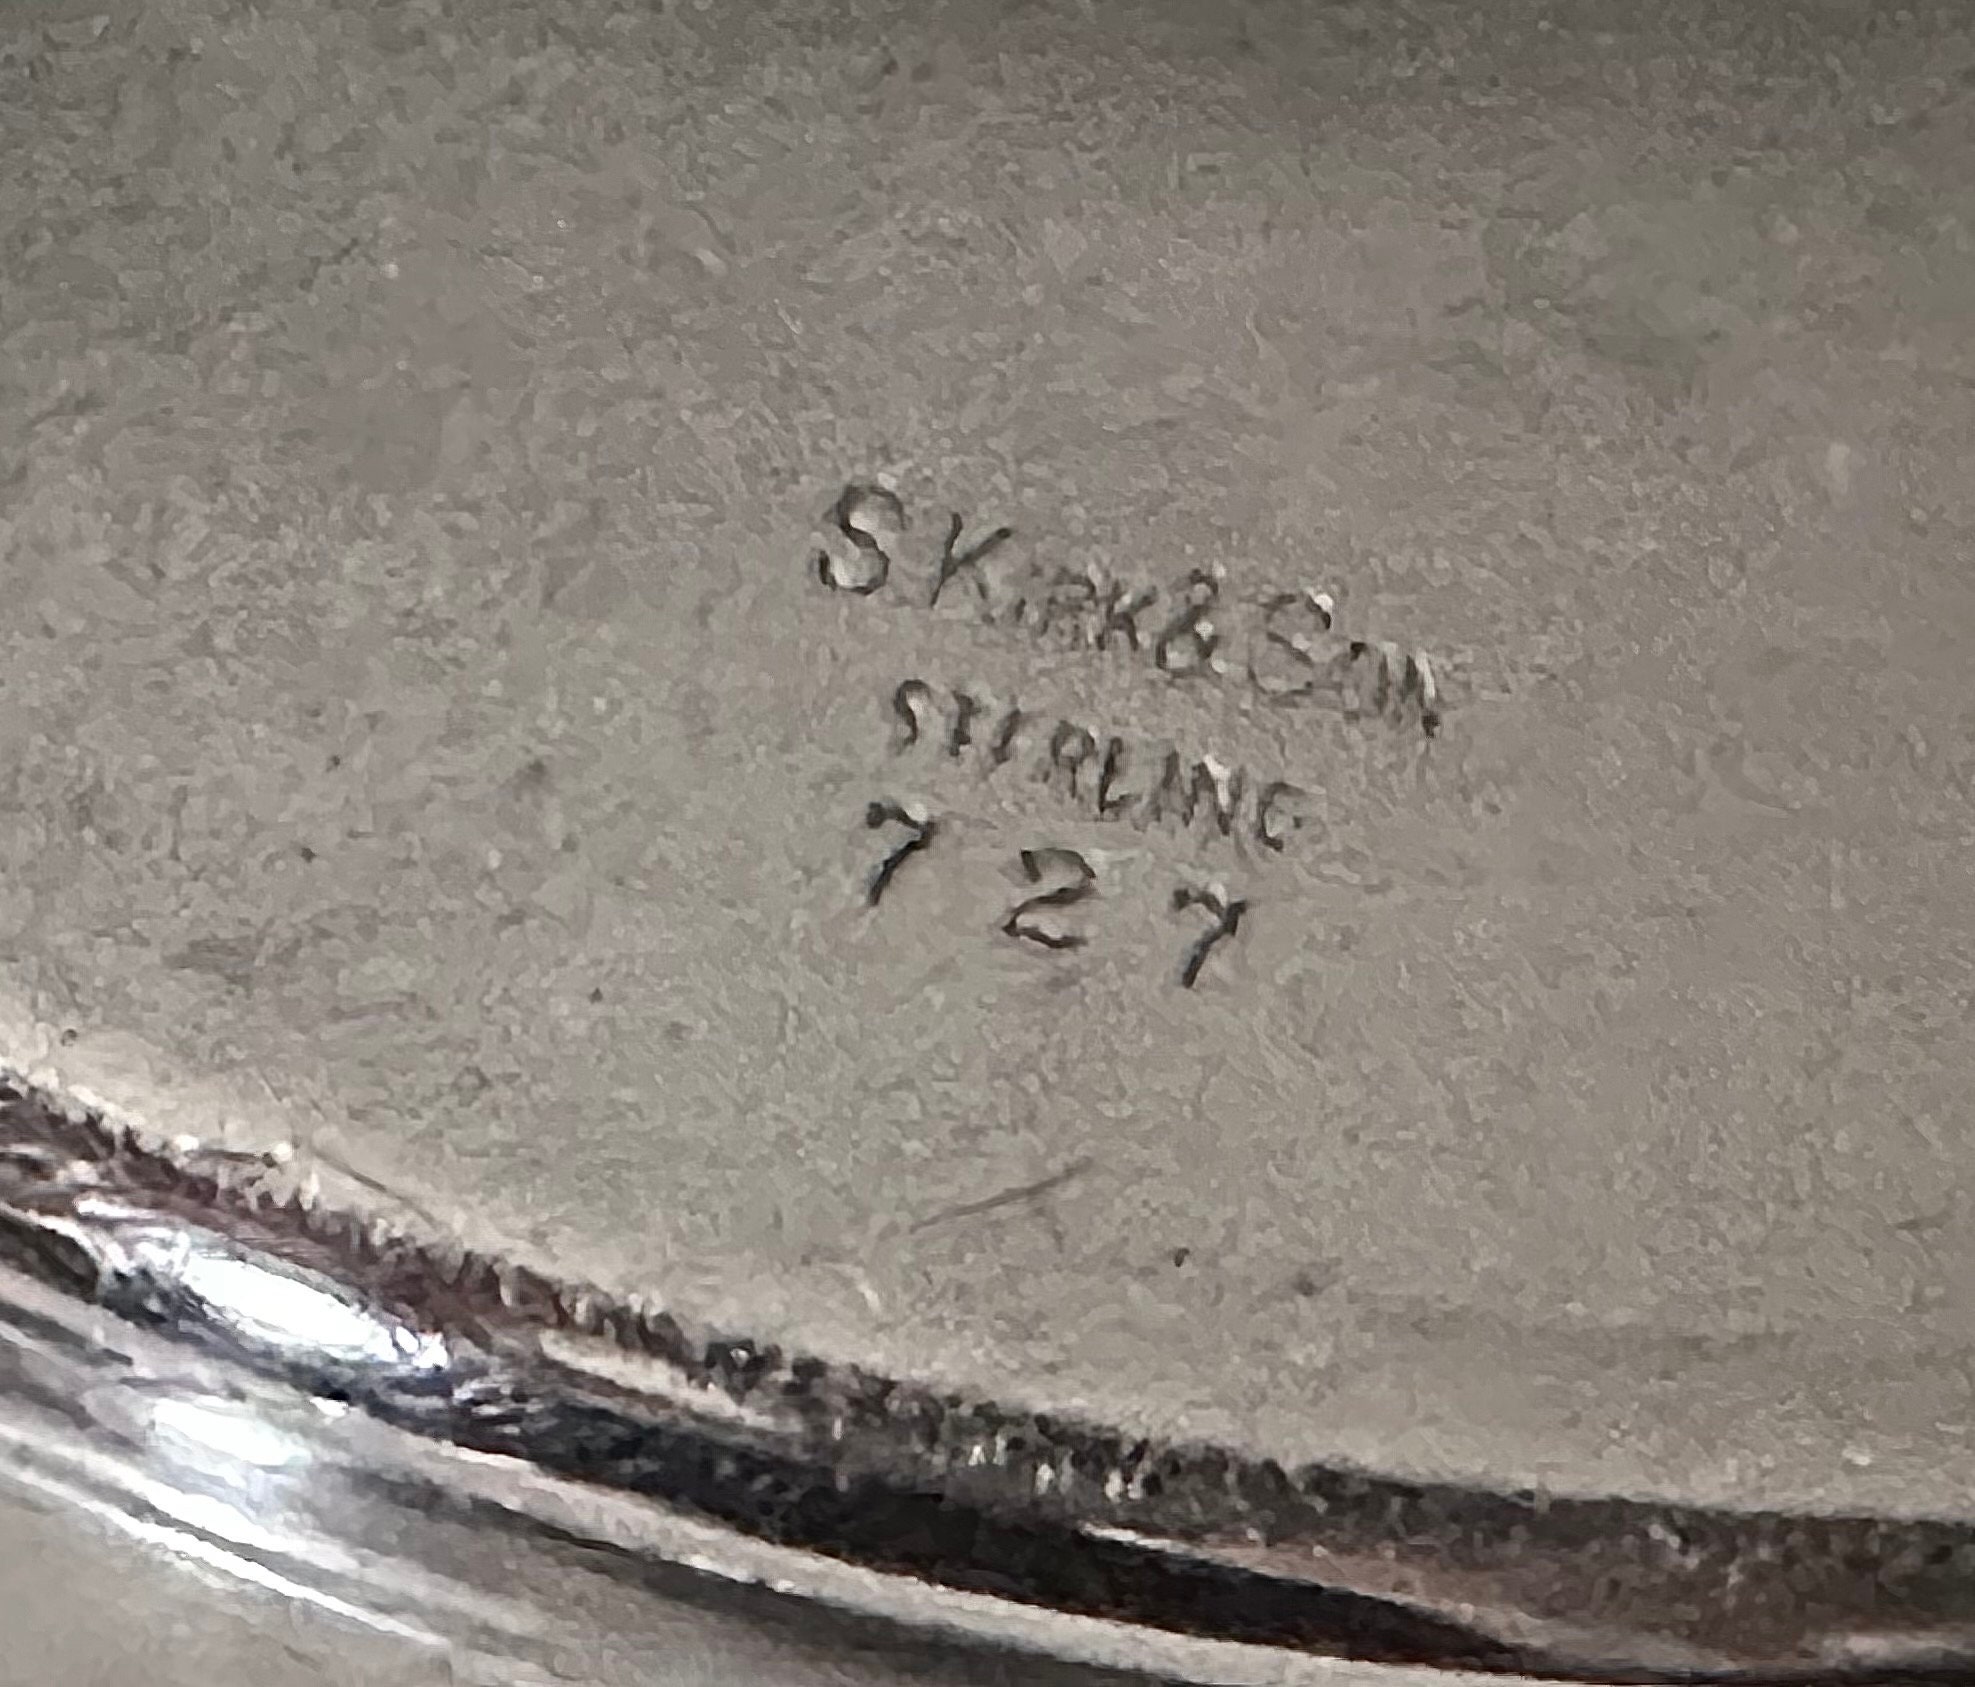 S. Kirk & Son
STERLING
727